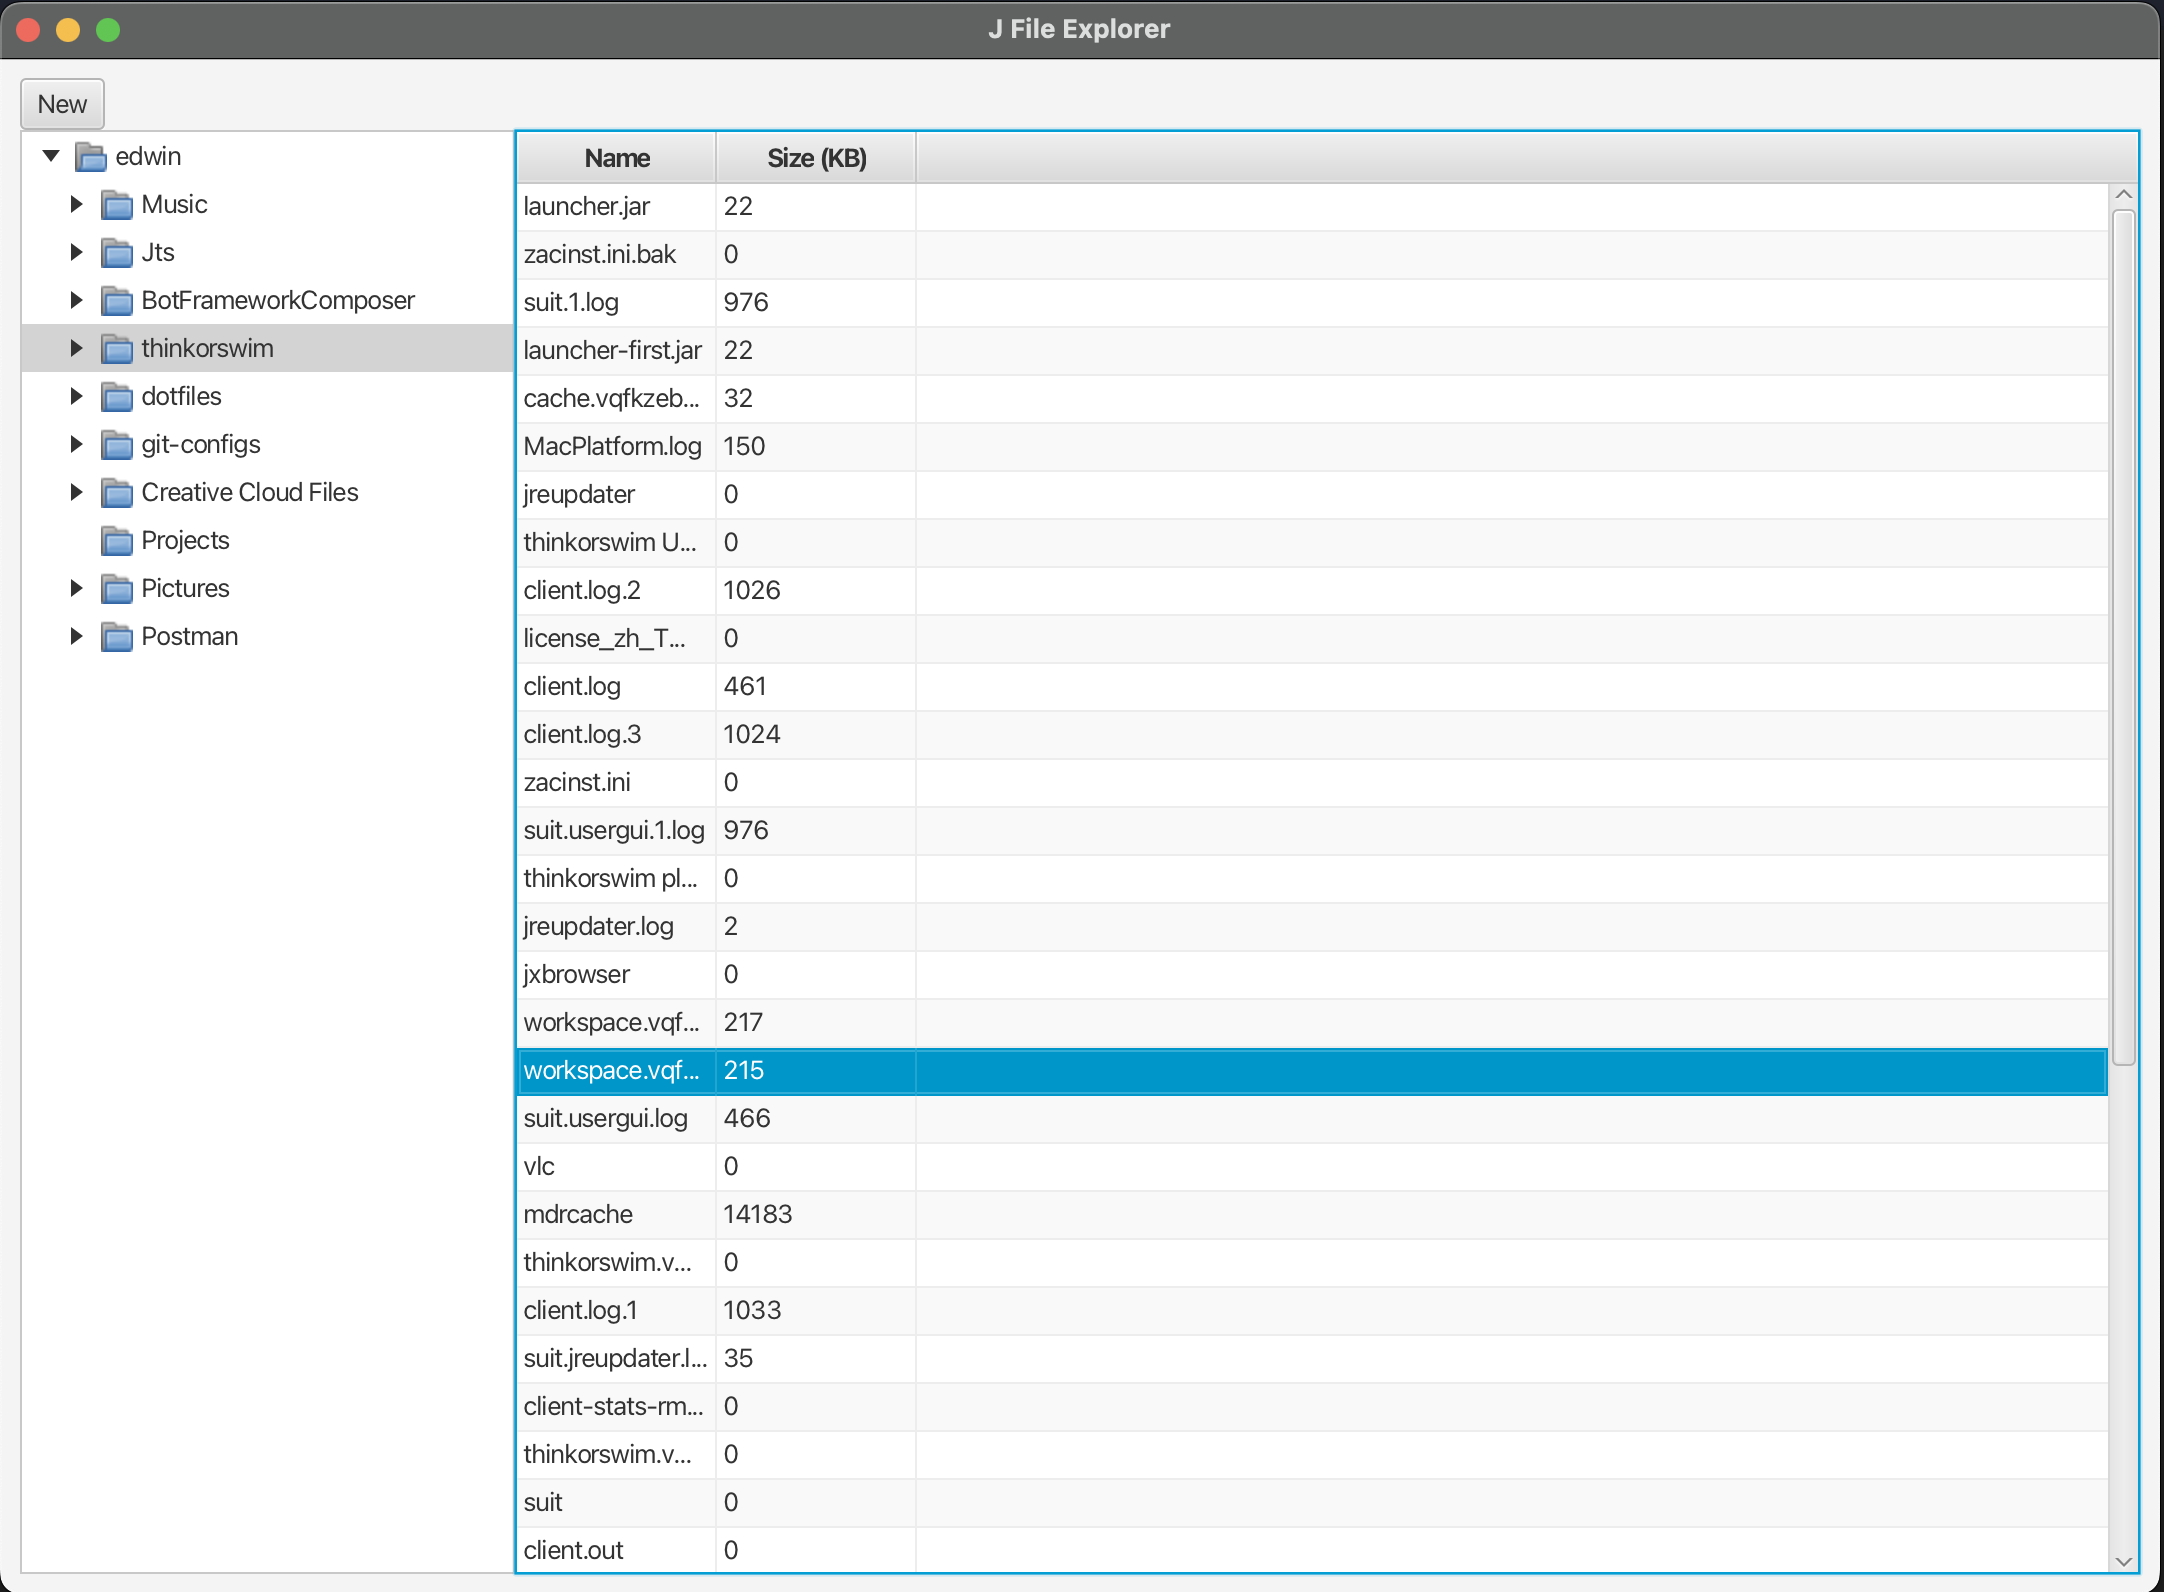 J File Explorer
New
edwin
Music
Jts
BotFrameworkComposer
thinkorswim
dotfiles
git-configs
Creative Cloud Files
Projects
Pictures
Postman
Name Size (KB)
launcher.jar 22
zacinst.ini.bak 0
suit.1.log 976
launcher-first.jar 22
cache.vqfkzeb... 32
MacPlatform.log 150
jreupdater 0
thinkorswim U... 0
client.log.2 1026
license_zh_T... 0
client.log 461
client.log.3 1024
zacinst.ini 0
suit.usergui.1.log 976
thinkorswim pl... 0
jreupdater.log 2
jxbrowser 0
workspace.vqf... 217
workspace.vqf... 215
suit.usergui.log 466
vlc 0
mdrcache 14183
thinkorswim.v... 0
client.log.1 1033
suit.jreupdater.l... 35
client-stats-rm... 0
thinkorswim.v... 0
suit 0
client.out 0